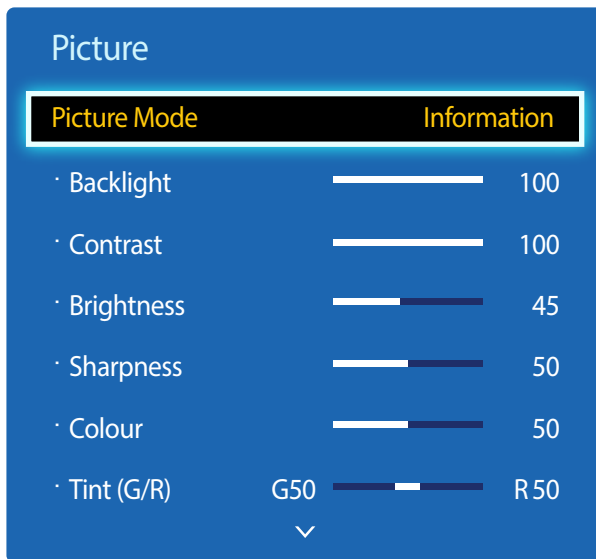 Picture
Picture Mode Information
· Backlight 100
· Contrast 100
· Brightness 45
· Sharpness 50
· Colour 50
· Tint (G/R) G50 R50